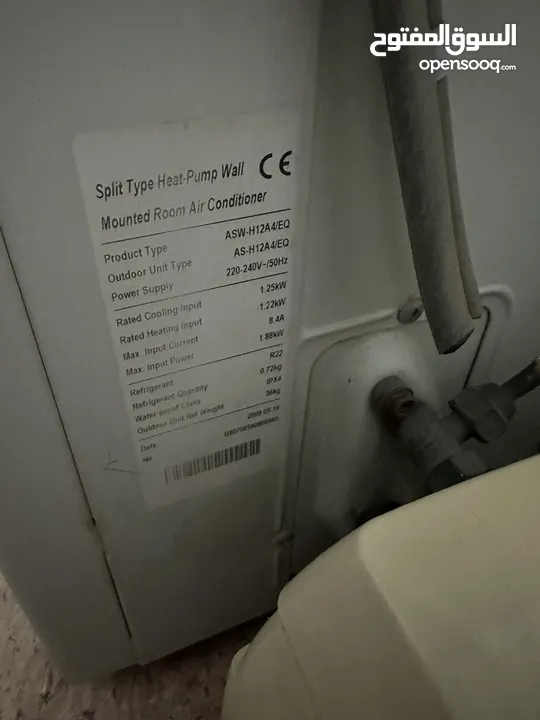 السوق المفتوح
opensooq.com
Split Type Heat-Pump Wall CE
Mounted Room Air Conditioner
Product Type ASW-H12A4/EQ
Outdoor Unit Type AS-H12A4/EQ
Power Supply 220-240V~/50Hz
Rated Cooling Input 1.25kW
Rated Heating Input 1.22kW
Max. Input Current 8.4A
Max. Input Power 1.88kW
Refrigerant R22
Refrigerant Quantity 0.72kg
Water-proof Class IPX4
Outdoor Unit Net Weight 36kg
Date 2008-05-19
No